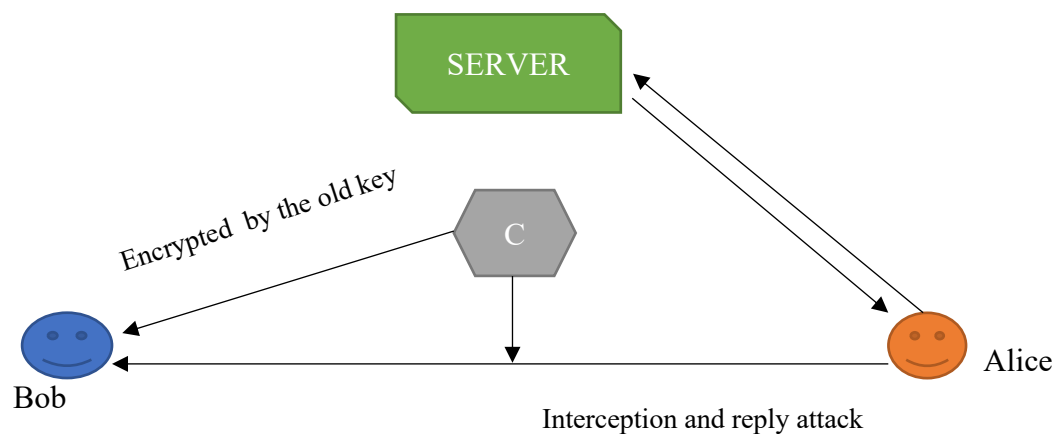 SERVER
Encrypted by the old key
C
Alice
Bob
Interception and reply attack